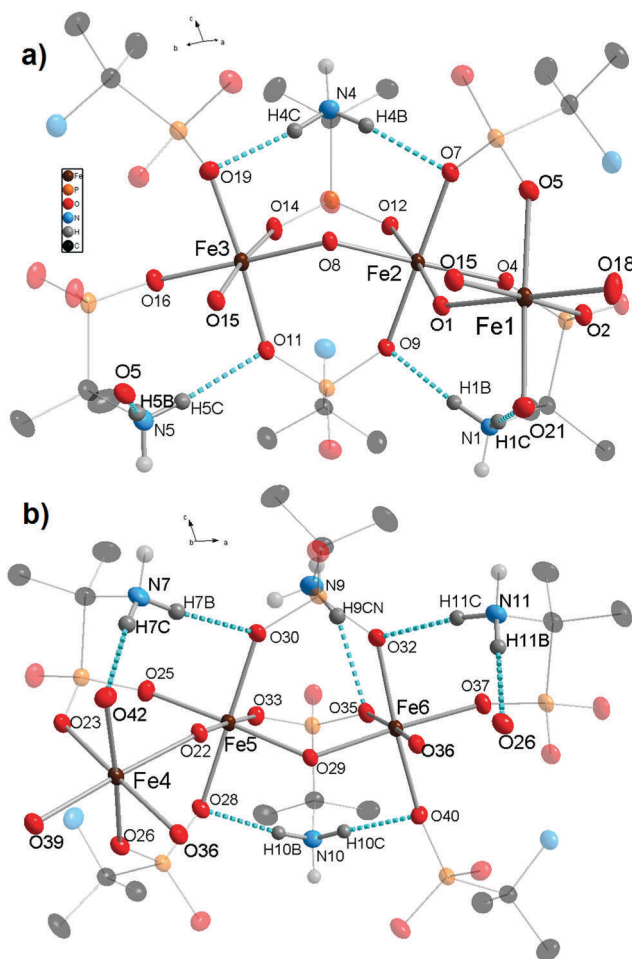 a)
c
b
a
N4
H4C
H4B
Fe
P
O
N
H
C
O19
O7
O5
O14
O12
Fe3
O15
O4
O18
O8
Fe2
O16
O1
Fe1
O2
O15
O11
O9
O5
H5B
H5C
H1B
N5
N1
H1C
O21
b)
c
b
a
N7
N9
N11
H7B
H9CN
H11C
H7C
H11B
O30
O32
O25
O42
O33
O35
Fe6
O37
O23
O22
Fe5
O36
O26
Fe4
O29
O28
O39
O26
O36
O40
H10B
N10
H10C